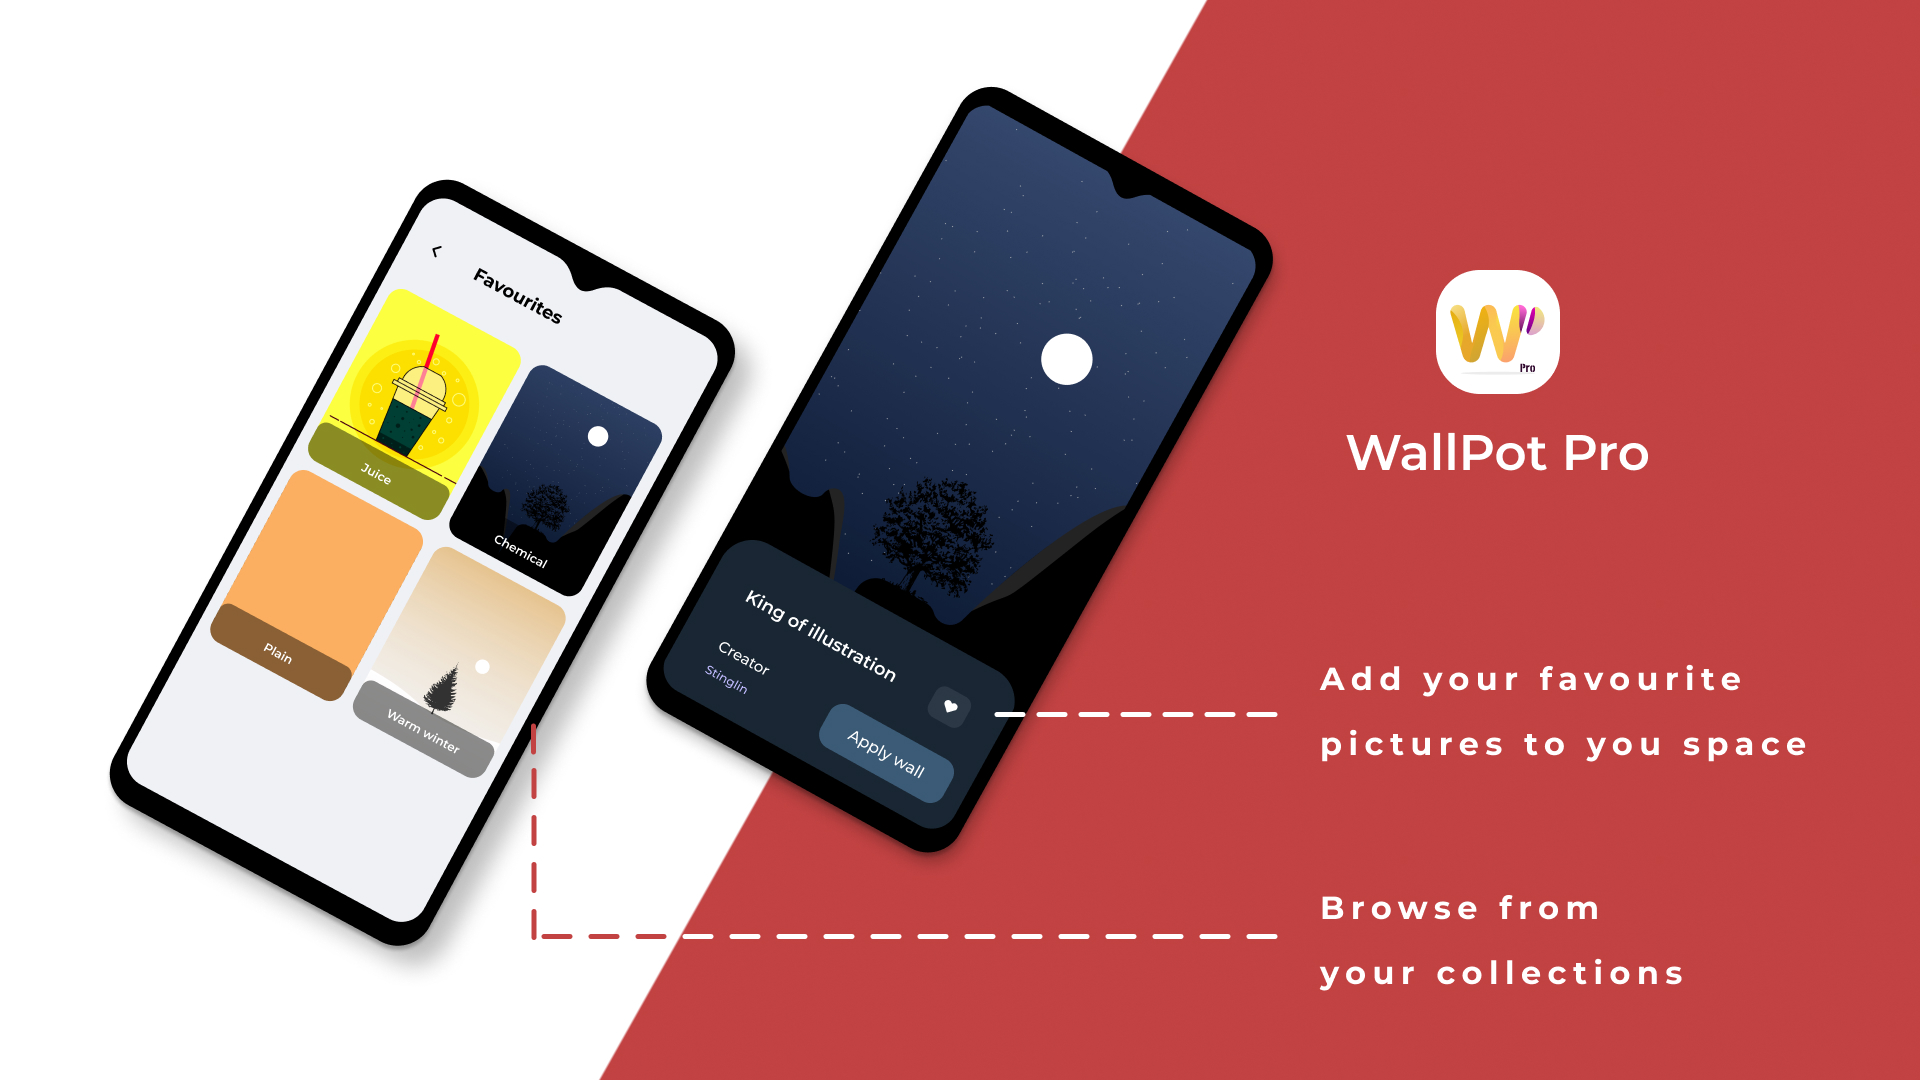 Favourites
Juice
Chemical
Plain
Warm winter
King of illustration
Creator
Stinglin
Apply wall
W P
Pro
WallPot Pro
Add your favourite
pictures to you space
Browse from
your collections